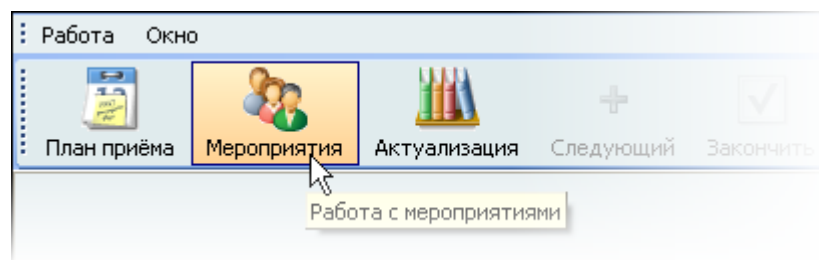 Работа Окно
План приёма Мероприятия Актуализация Следующий Закончить
Работа с мероприятиями